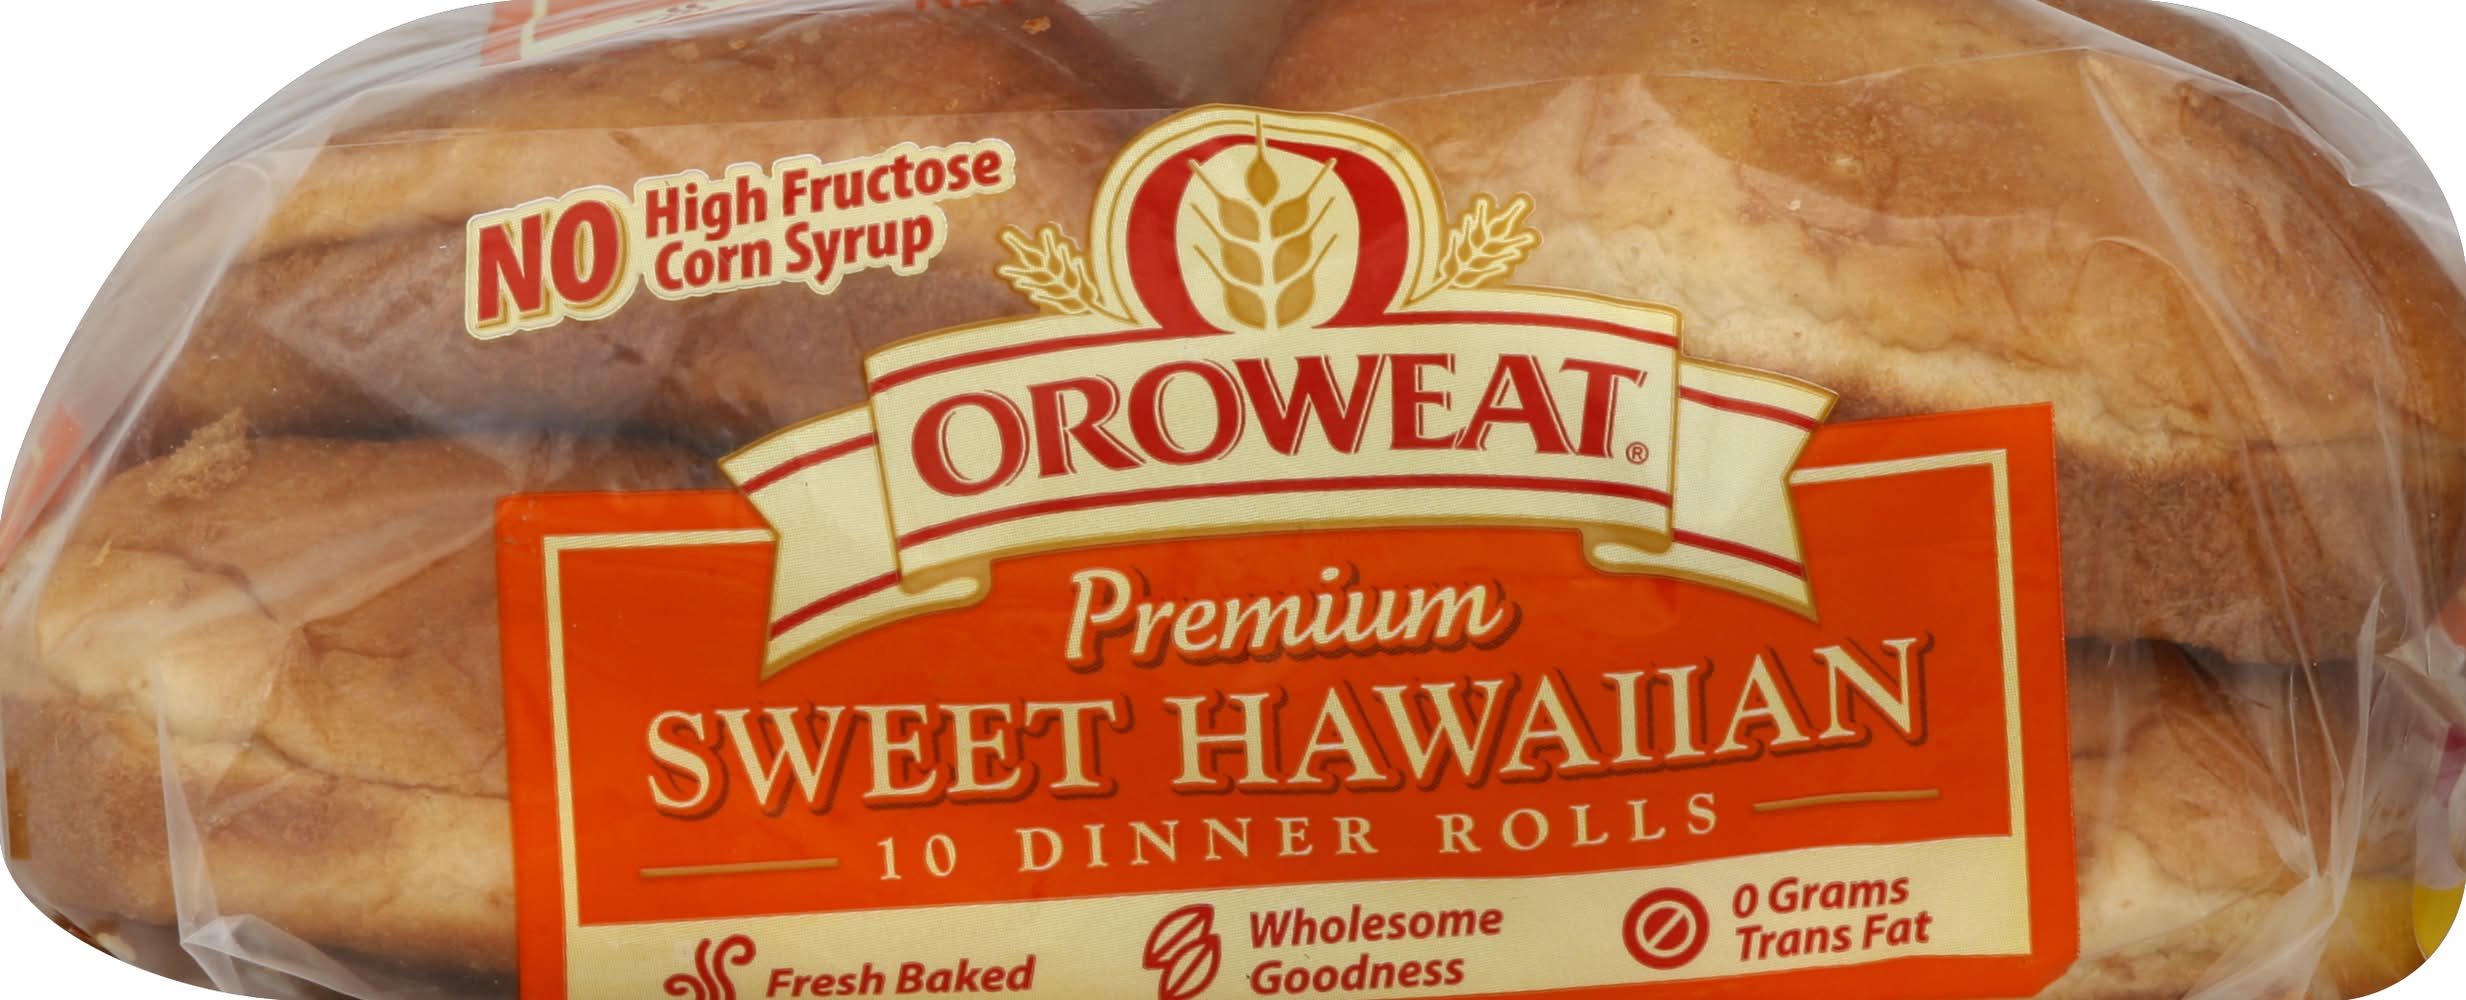 NO High Fructose
Corn Syrup
OROWEAT®
Premium
SWEET HAWAIIAN
10 DINNER ROLLS
Fresh Baked
Wholesome
Goodness
0 Grams
Trans Fat